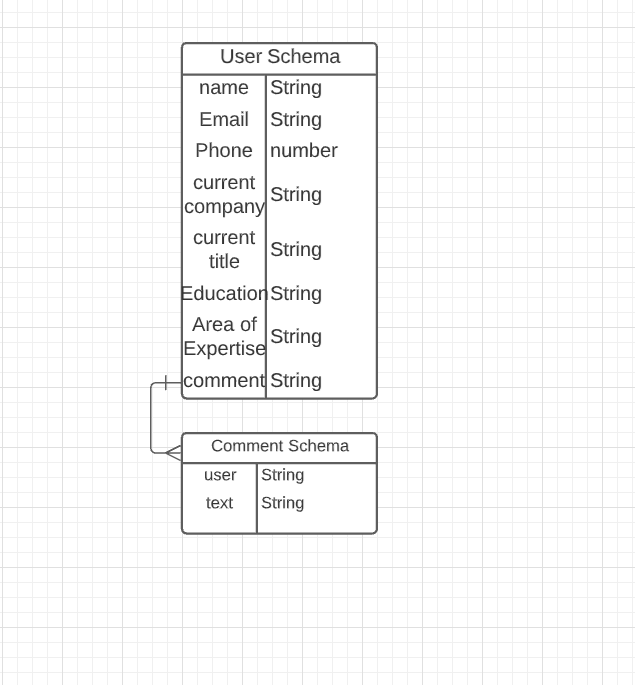 User Schema
name String
Email String
Phone number
current
company String
current
title String
Education String
Area of
Expertise String
comment String
Comment Schema
user String
text String